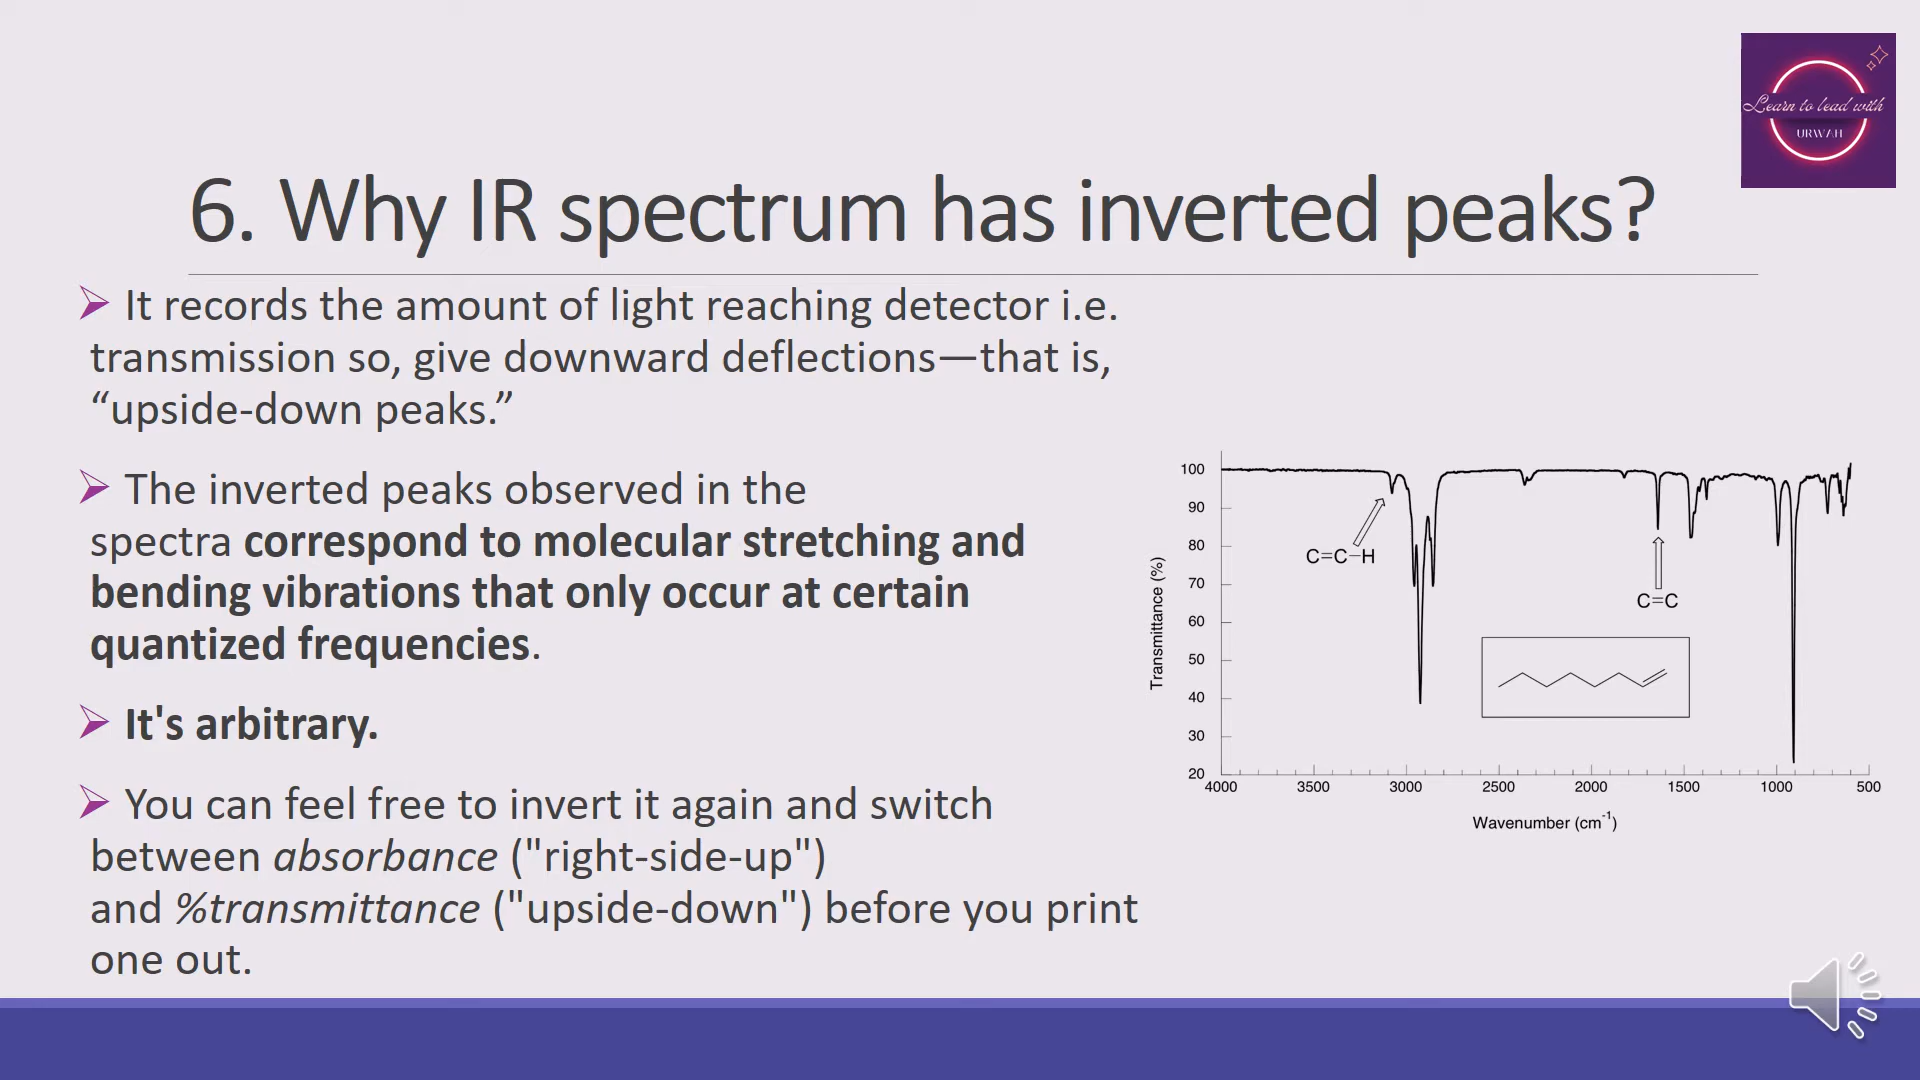 Learn to lead with
URWAH
6. Why IR spectrum has inverted peaks?
It records the amount of light reaching detector i.e.
transmission so, give downward deflections—that is,
“upside-down peaks.”
The inverted peaks observed in the
spectra correspond to molecular stretching and
bending vibrations that only occur at certain
quantized frequencies.
It's arbitrary.
You can feel free to invert it again and switch
between absorbance ("right-side-up")
and %transmittance ("upside-down") before you print
one out.
Transmittance (%)
100
90
80
70
60
50
40
30
20
C=C–H
C=C
4000 3500 3000 2500 2000 1500 1000 500
Wavenumber (cm⁻¹)